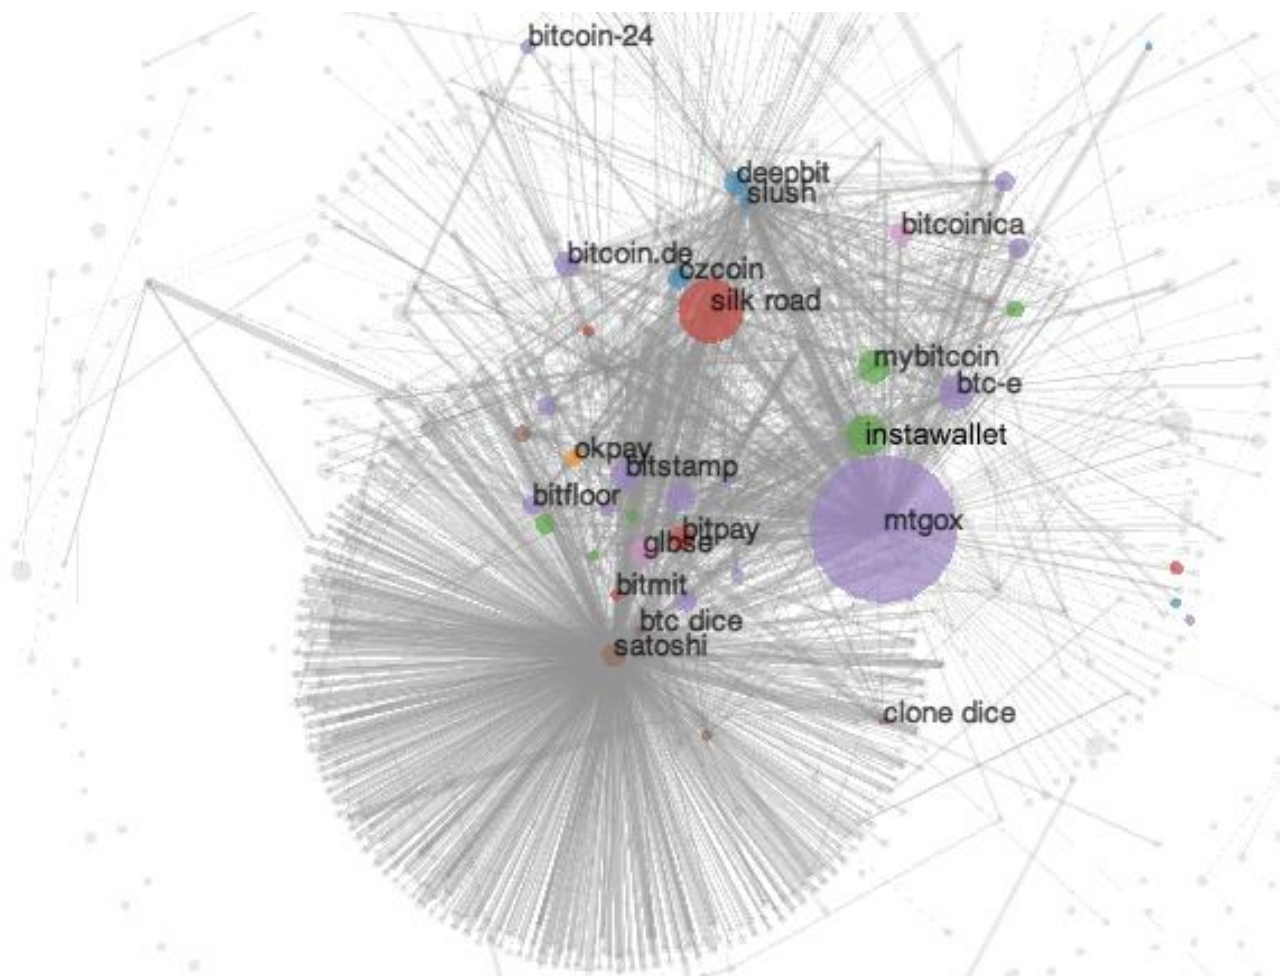 bitcoin-24
deepbit
slush
bitcoinica
bitcoin.de
ozcoin
silk road
mybitcoin
btc-e
instawallet
okpay
bitstamp
bitfloor
mtgox
bitpay
glbse
bitmit
btc dice
satoshi
clone dice